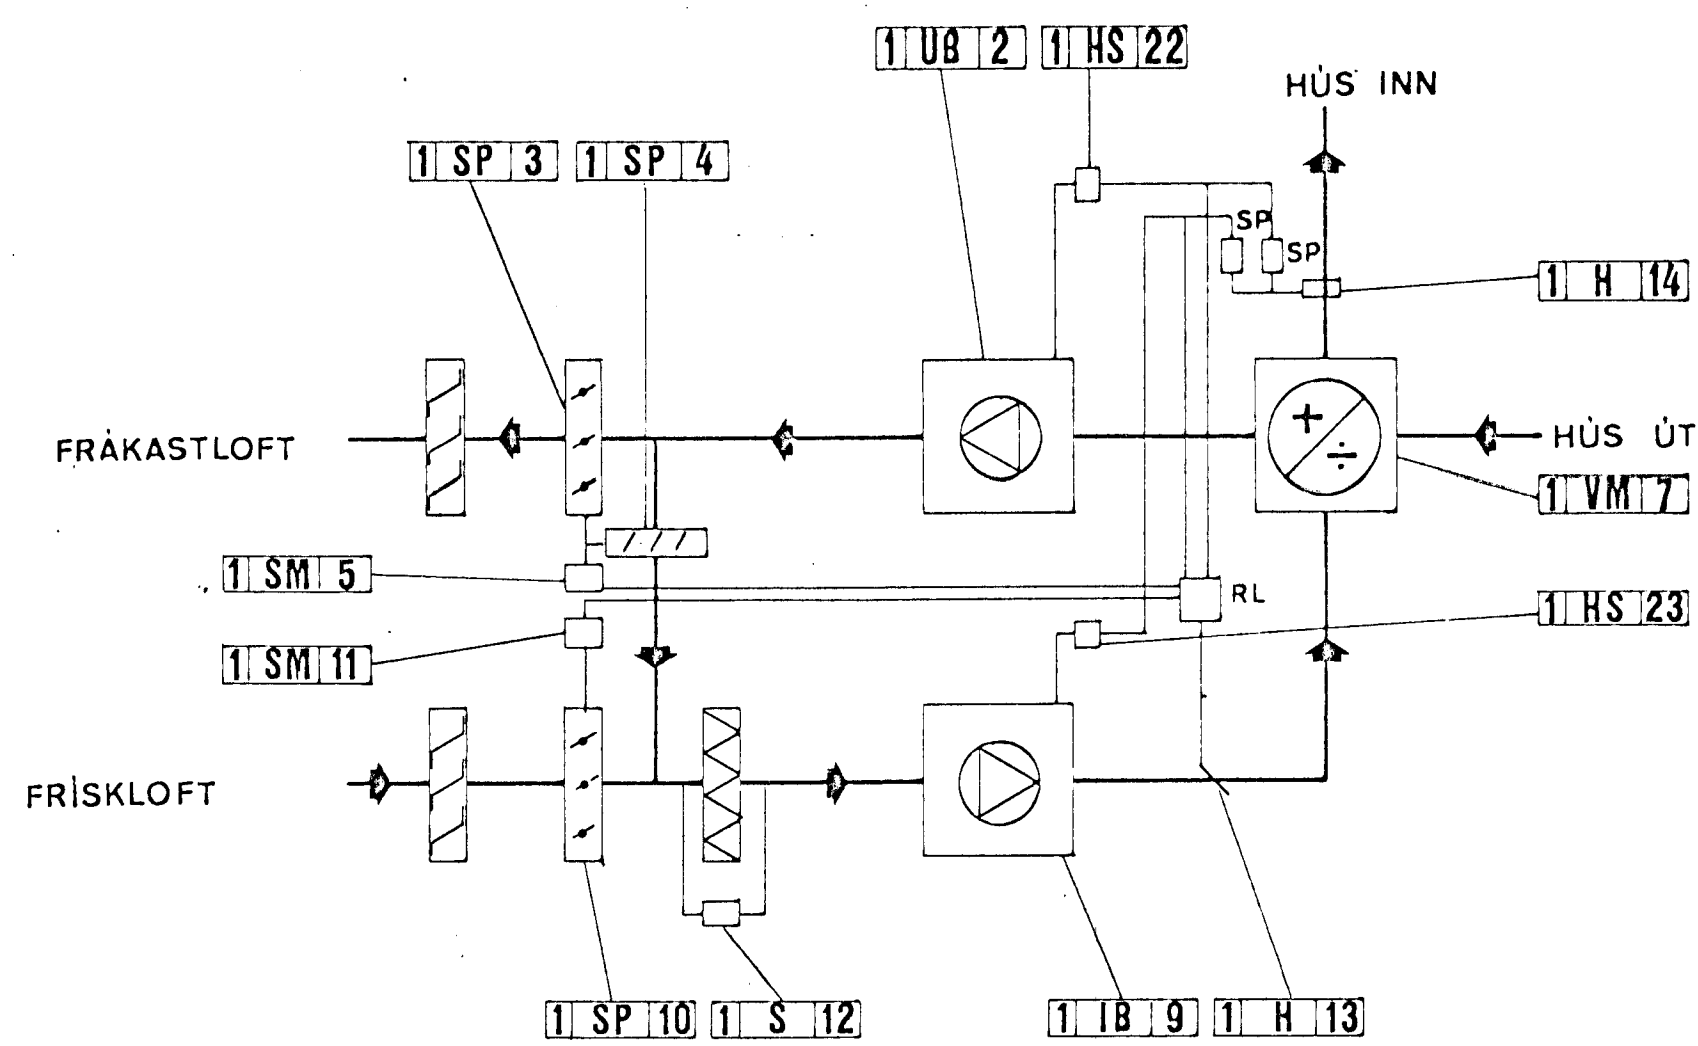 1 UB 2
1 HS 22
HÚS INN
1 SP 3
1 SP 4
SP
SP
1 H 14
FRÁKASTLOFT
HÚS ÚT
1 VM 7
1 SM 5
RL
1 HS 23
1 SM 11
FRÍSKLOFT
1 SP 10
1 S 12
1 IB 9
1 H 13